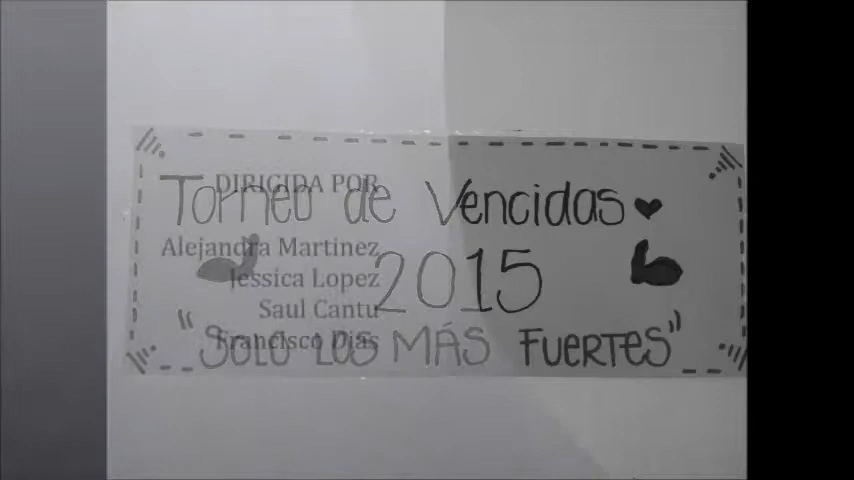 DIRIGIDA POR
Torneo de Vencidas
Alejandra Martinez
Jessica Lopez
2015
Saul Cantu
Francisco Dias
"SOLO LOS MÁS FUERTES"